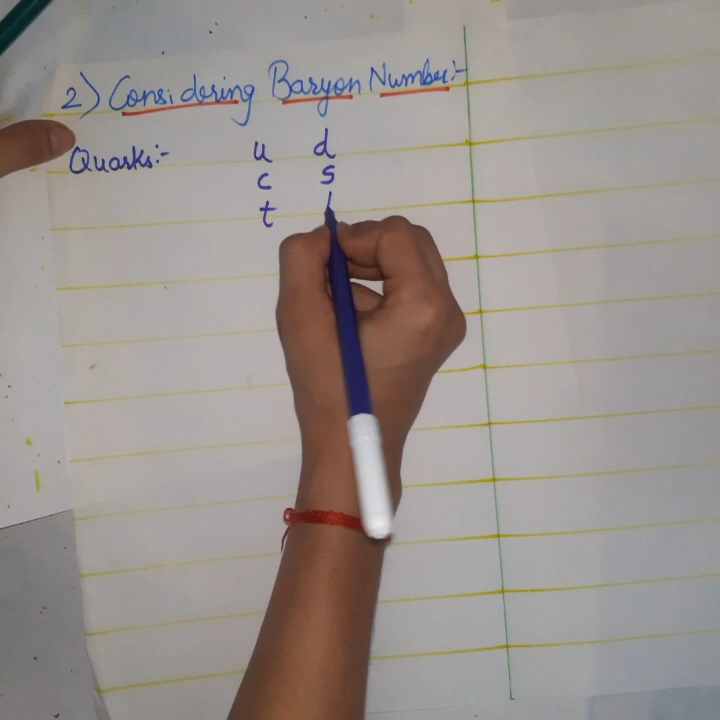 2) Considering Baryon Number:-
Quarks:- u d
c s
t